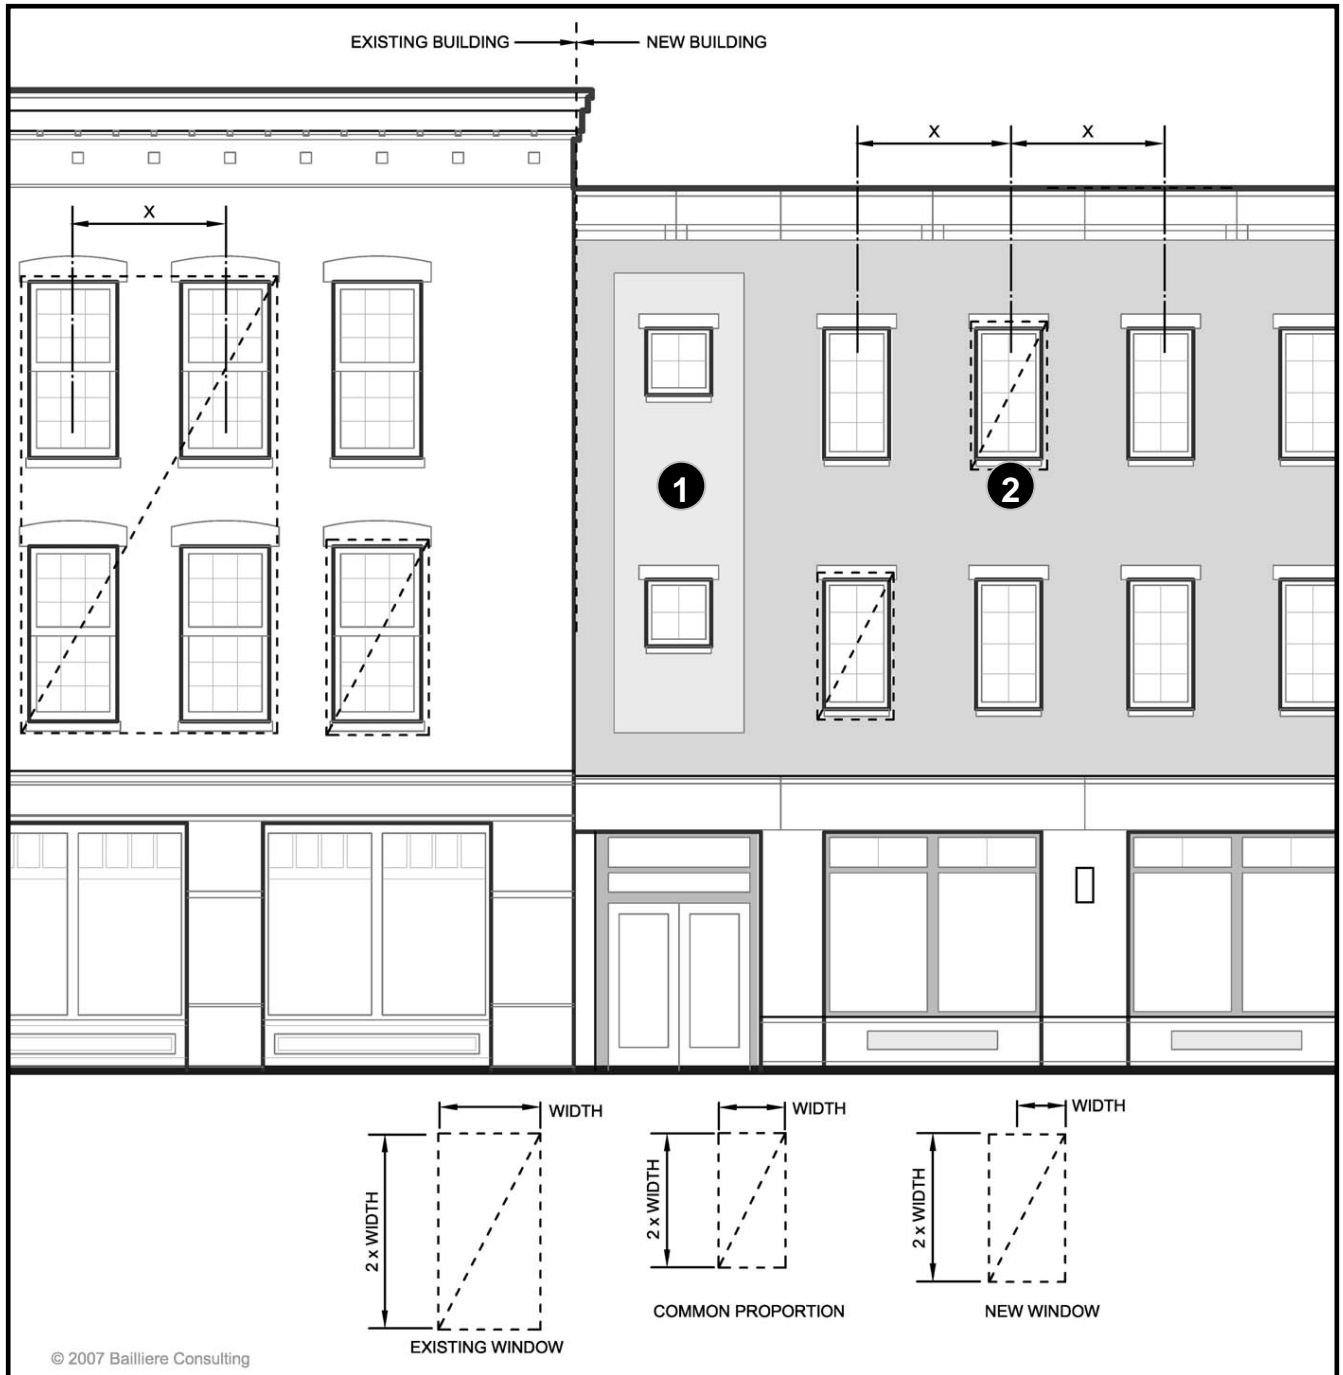 EXISTING BUILDING
NEW BUILDING
X
X
X
1
2
WIDTH
WIDTH
WIDTH
2 x WIDTH
2 x WIDTH
2 x WIDTH
COMMON PROPORTION
NEW WINDOW
EXISTING WINDOW
© 2007 Bailliere Consulting